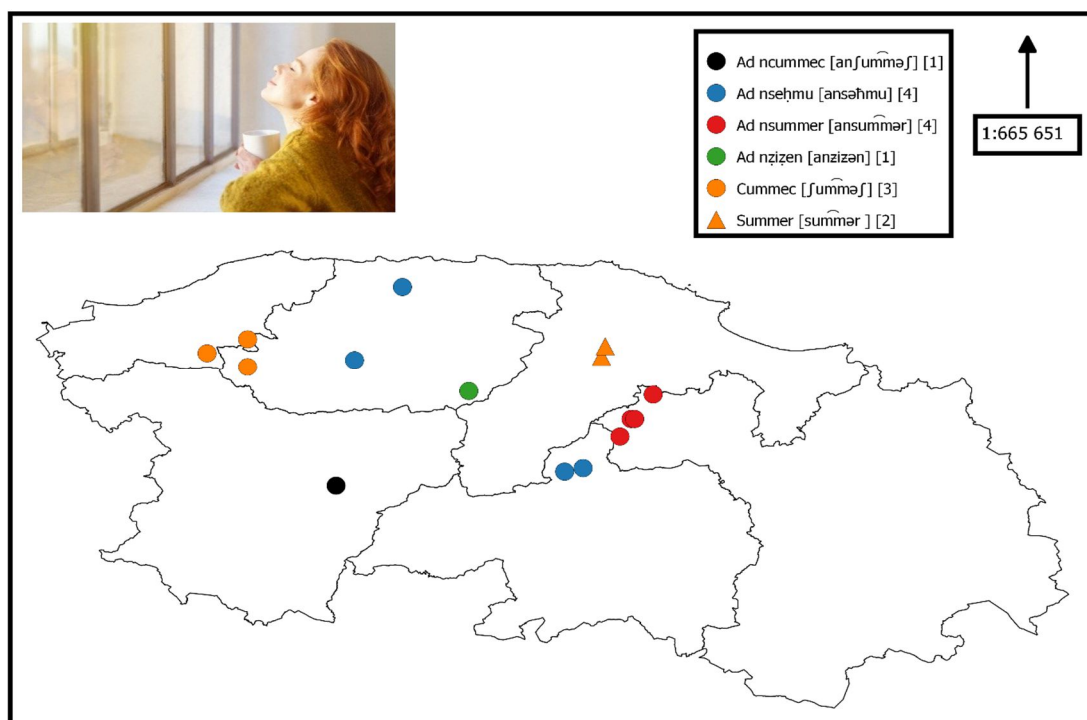 Ad ncummec [anʃum͡məʃ] [1]
Ad nseḥmu [ansəħmu] [4]
Ad nsummer [ansum͡mər] [4]
Ad nẓiẓen [anᵶiᵶən] [1]
Cummec [ʃum͡məʃ] [3]
Summer [sum͡mər ] [2]
1:665 651